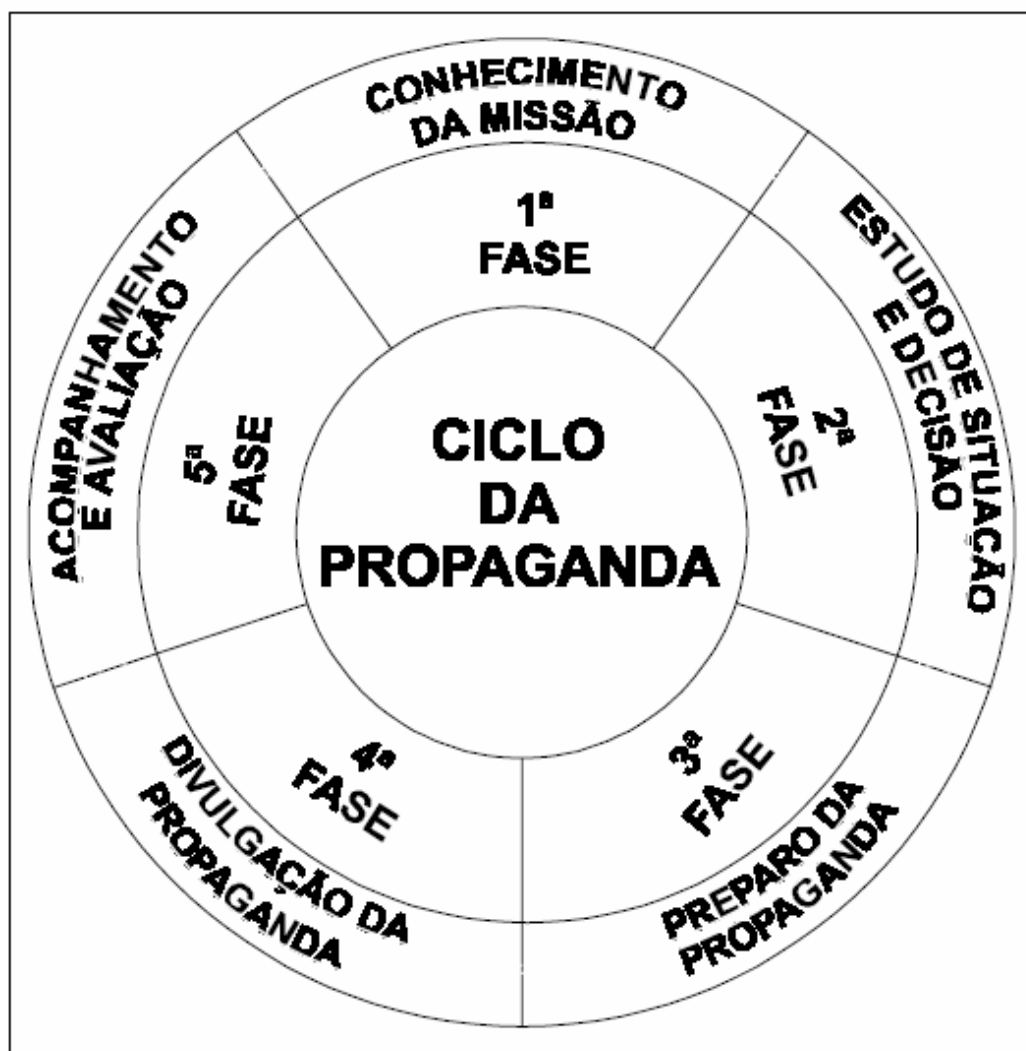 CONHECIMENTO
DA MISSÃO
1ª
FASE
ESTUDO DE SITUAÇÃO
E DECISÃO
2ª
FASE
PREPARO DA
PROPAGANDA
3ª
FASE
DIVULGAÇÃO DA
PROPAGANDA
4ª
FASE
ACOMPANHAMENTO
E AVALIAÇÃO
5ª
FASE
CICLO
DA
PROPAGANDA